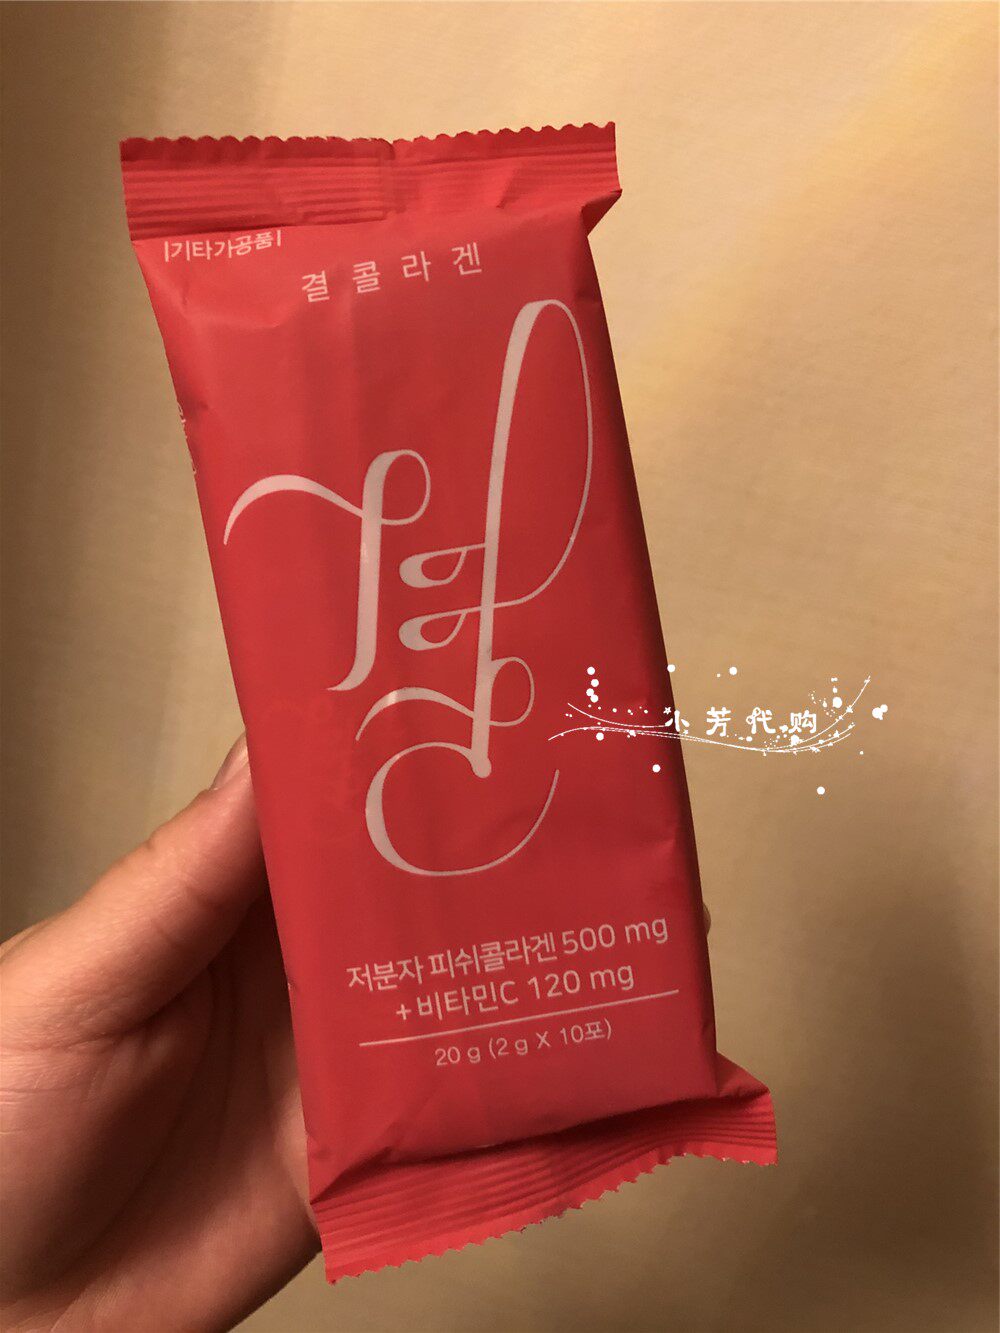 |기타가공품|
결콜라겐
결
저분자 피쉬콜라겐 500 mg
+비타민C 120 mg
20 g (2 g X 10포)
小芳代购